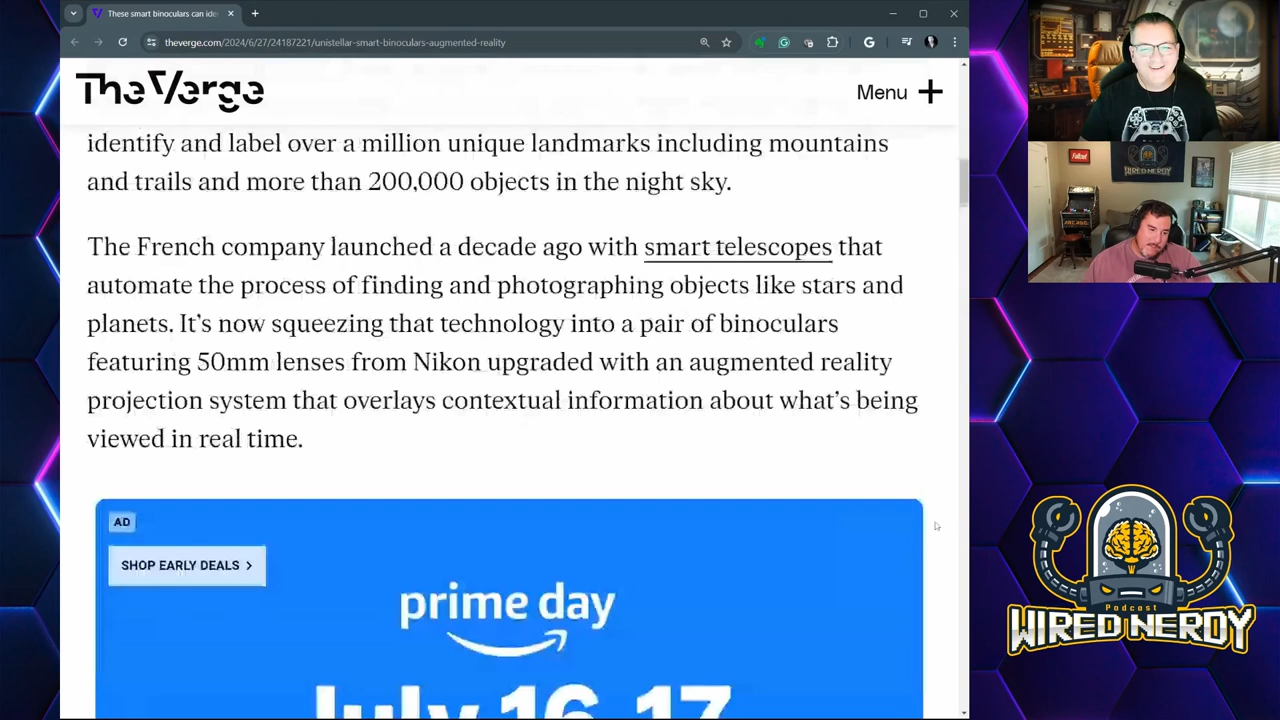 These smart binoculars can ide
theverge.com/2024/6/27/24187221/unistellar-smart-binoculars-augmented-reality
The Verge
Menu
identify and label over a million unique landmarks including mountains
and trails and more than 200,000 objects in the night sky.
The French company launched a decade ago with smart telescopes that
automate the process of finding and photographing objects like stars and
planets. It’s now squeezing that technology into a pair of binoculars
featuring 50mm lenses from Nikon upgraded with an augmented reality
projection system that overlays contextual information about what’s being
viewed in real time.
AD
SHOP EARLY DEALS >
prime day
July 16-17
Fallout
WIRED NERDY
Podcast
WIRED NERDY